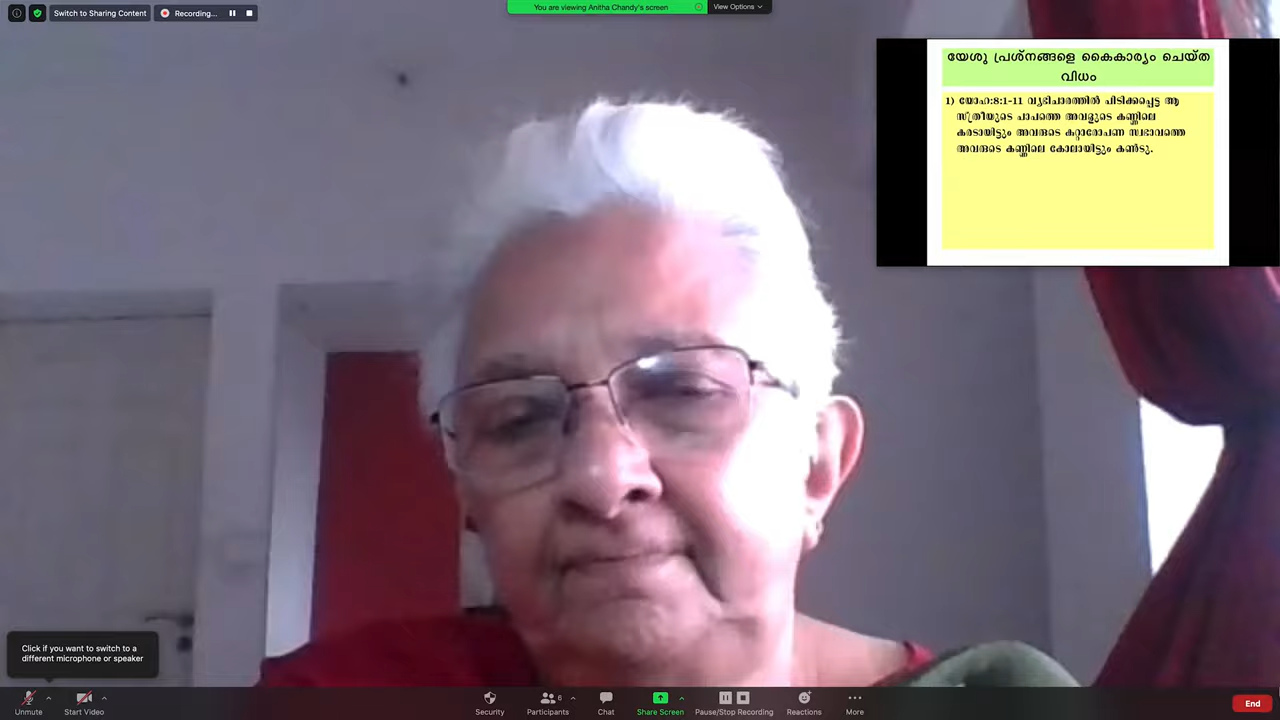 Switch to Sharing Content
Recording...
You are viewing Anitha Chandy's screen
View Options
യേശു പ്രശ്നങ്ങളെ കൈകാര്യം ചെയ്ത
വിധം
1) യോഹ:8:1-11 വ്യഭിചാരത്തിൽ പിടിക്കപ്പെട്ട ആ
സ്ത്രീയുടെ പാപത്തെ അവളുടെ കണ്ണിലെ
കരടായിട്ടും അവരുടെ കുറ്റാരോപണ സ്വഭാവത്തെ
അവരുടെ കണ്ണിലെ കോലായിട്ടും കൺടു.
Click if you want to switch to a
different microphone or speaker
Unmute
Start Video
Security
6
Participants
Chat
Share Screen
Pause/Stop Recording
Reactions
More
End